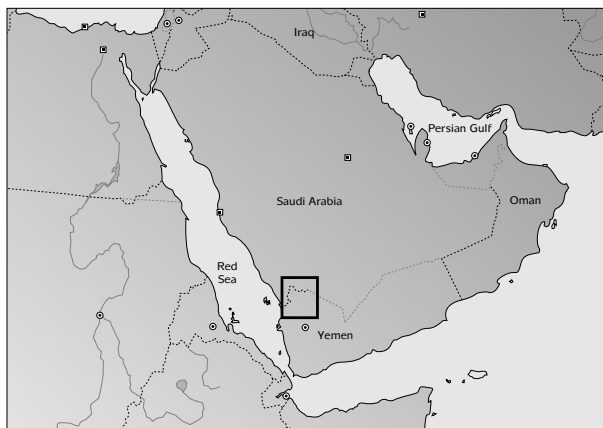 Iraq
Persian Gulf
Saudi Arabia
Oman
Red
Sea
Yemen